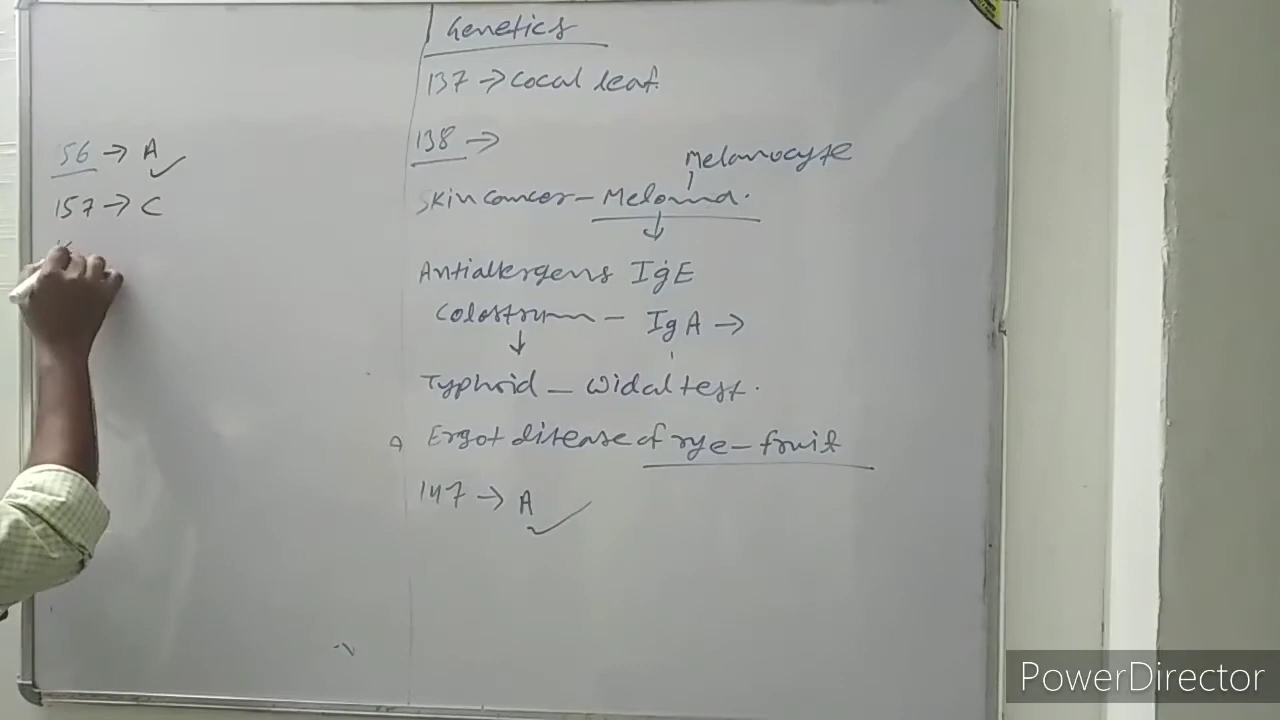 56 → A ✓
157 → C
Genetics
137 → Cocal leaf.
138 →
Melanocyte
Skin cancer - Meloma.
Antiallergens IgE
Colostrum - IgA →
Typhoid - Widal test.
Ergot disease of rye - fruit
147 → A ✓
PowerDirector